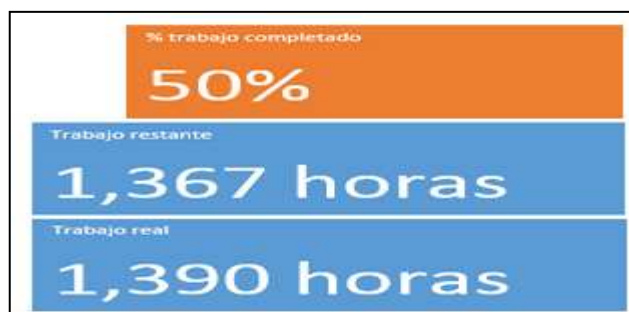 % trabajo completado
50%
Trabajo restante
1,367 horas
Trabajo real
1,390 horas